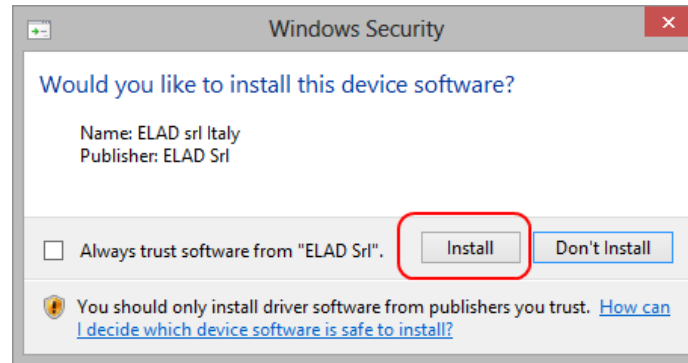 Windows Security
Would you like to install this device software?
Name: ELAD srl Italy
Publisher: ELAD Srl
Always trust software from "ELAD Srl".
Install
Don't Install
You should only install driver software from publishers you trust. How can
I decide which device software is safe to install?